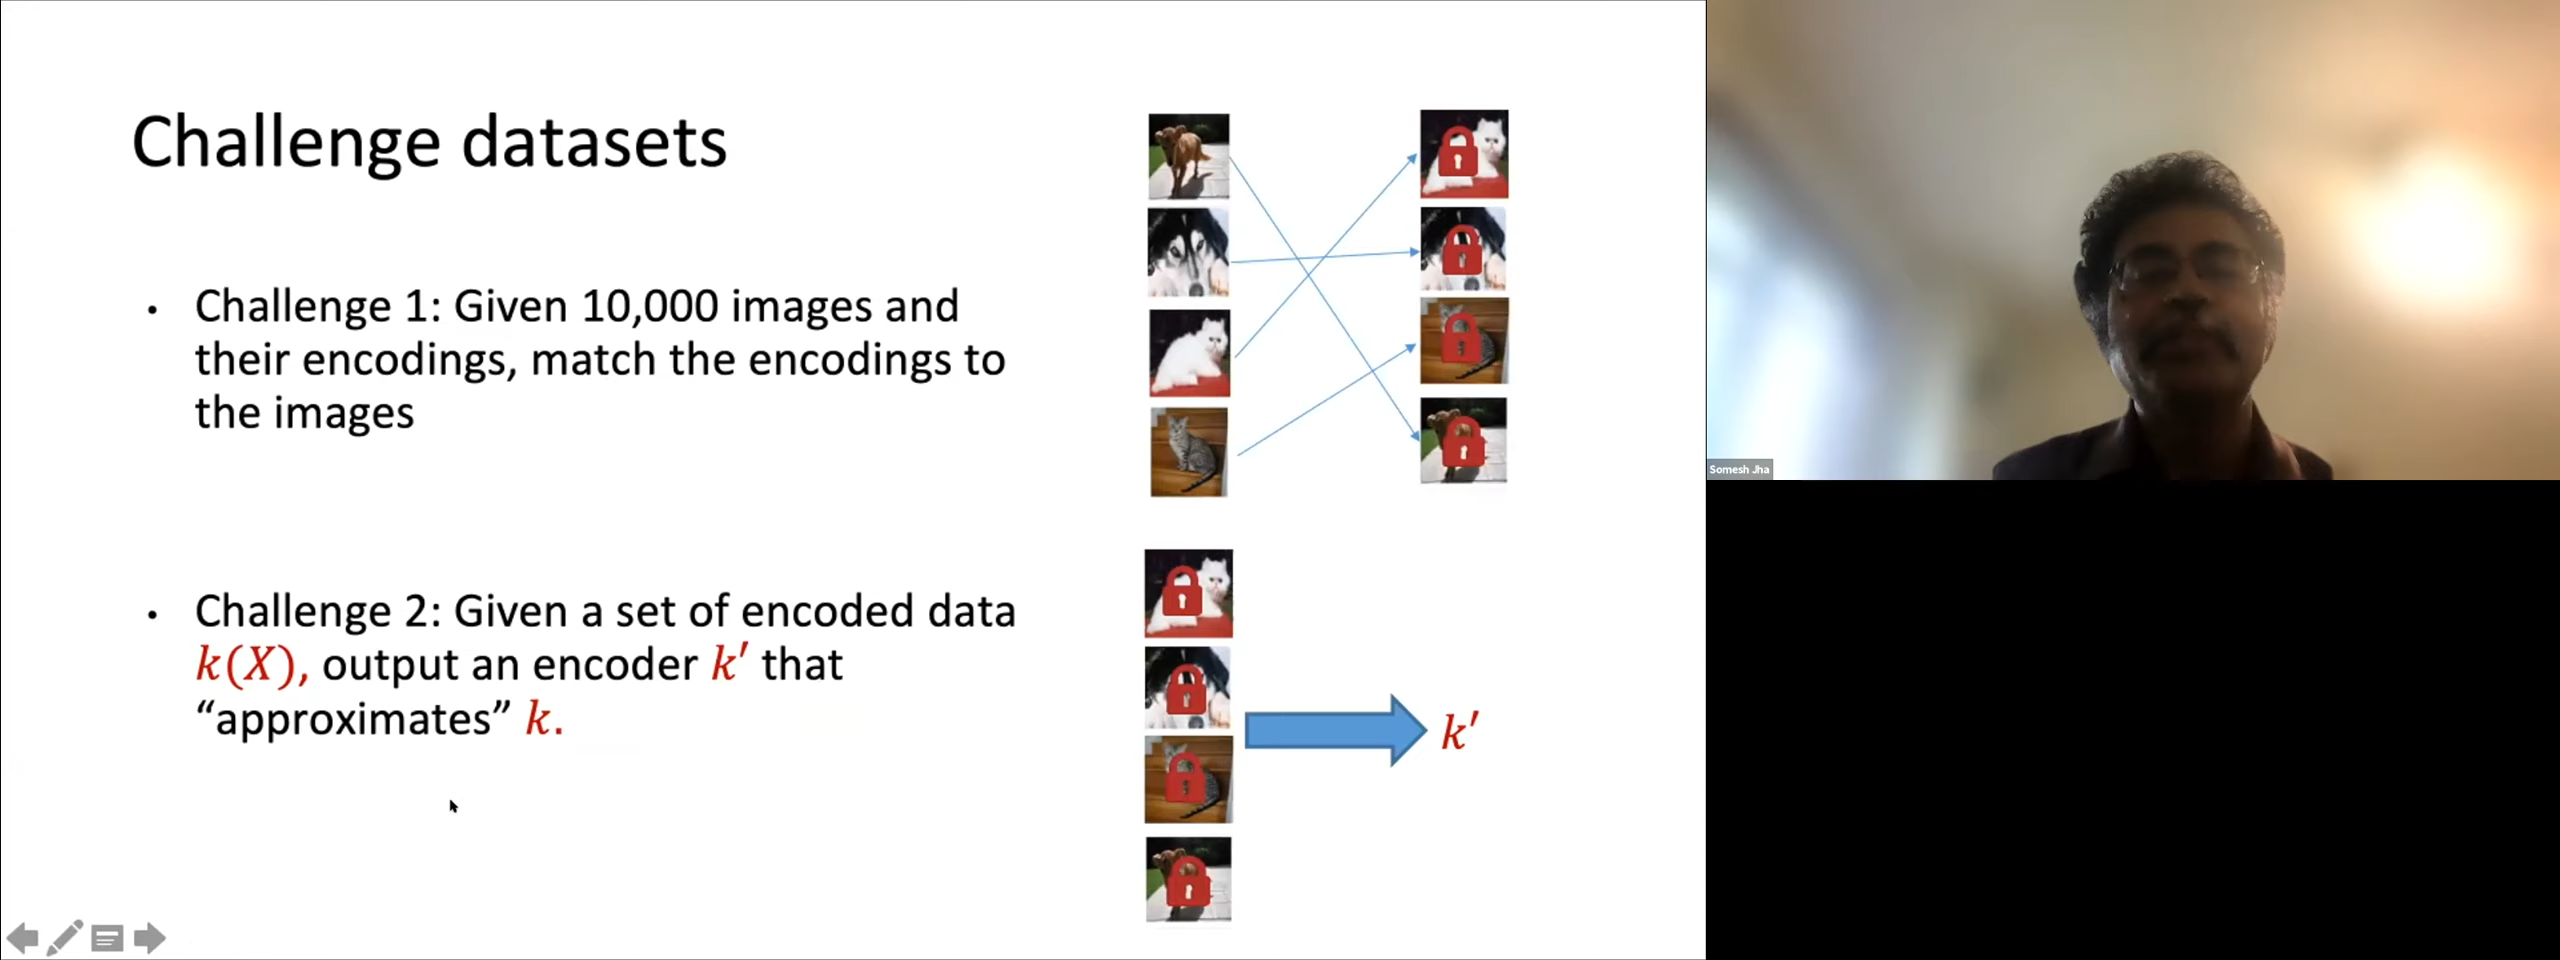 Challenge datasets
• Challenge 1: Given 10,000 images and
their encodings, match the encodings to
the images
• Challenge 2: Given a set of encoded data
k(X), output an encoder k′ that
“approximates” k.
k′
Somesh Jha